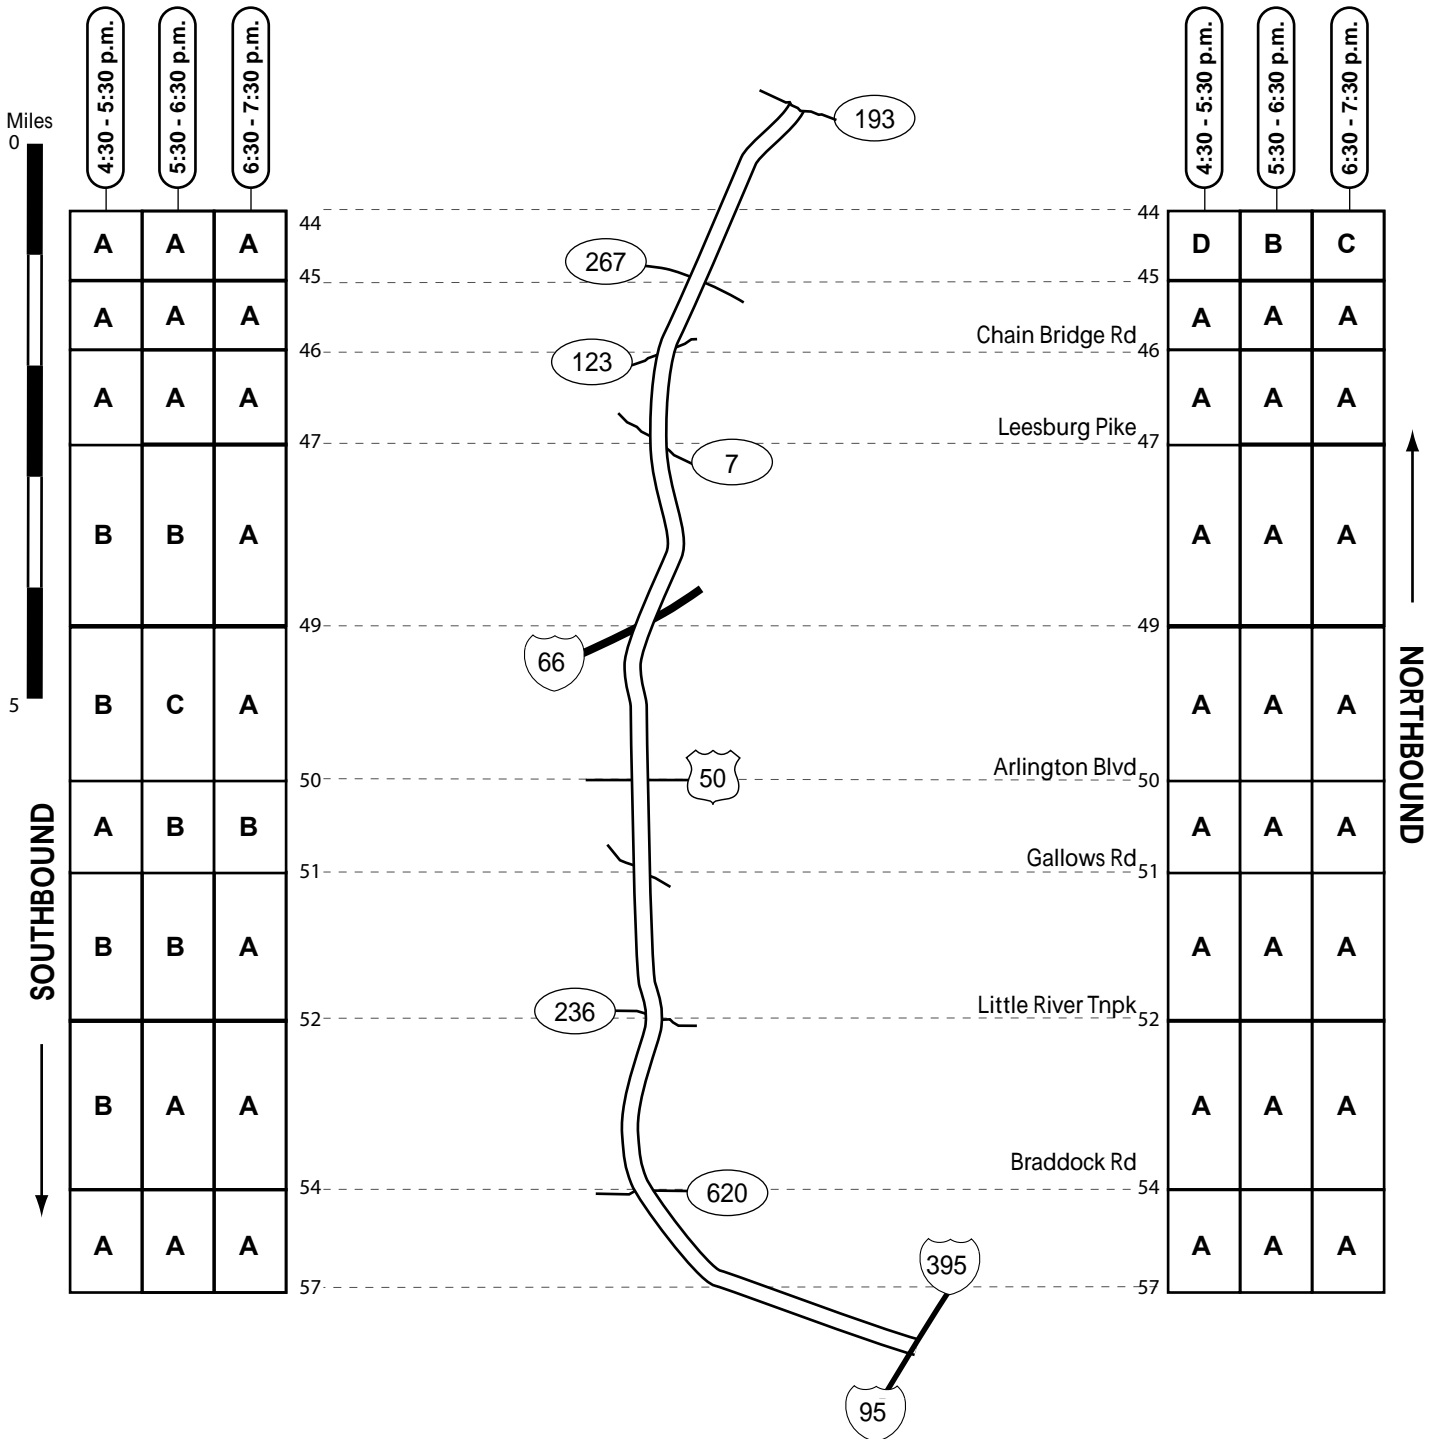 4:30 - 5:30 p.m.
5:30 - 6:30 p.m.
6:30 - 7:30 p.m.
4:30 - 5:30 p.m.
5:30 - 6:30 p.m.
6:30 - 7:30 p.m.
Miles
0
5
193
44
44
A A A
D B C
267
45
45
A A A
A A A
Chain Bridge Rd
123
46
46
A A A
A A A
Leesburg Pike
47
47
7
B B A
A A A
49
49
66
B C A
A A A
NORTHBOUND
Arlington Blvd
50
50
50
A B B
A A A
Gallows Rd
51
51
SOUTHBOUND
B B A
A A A
Little River Tnpk
236
52
52
B A A
A A A
Braddock Rd
54
54
620
A A A
A A A
395
57
57
95